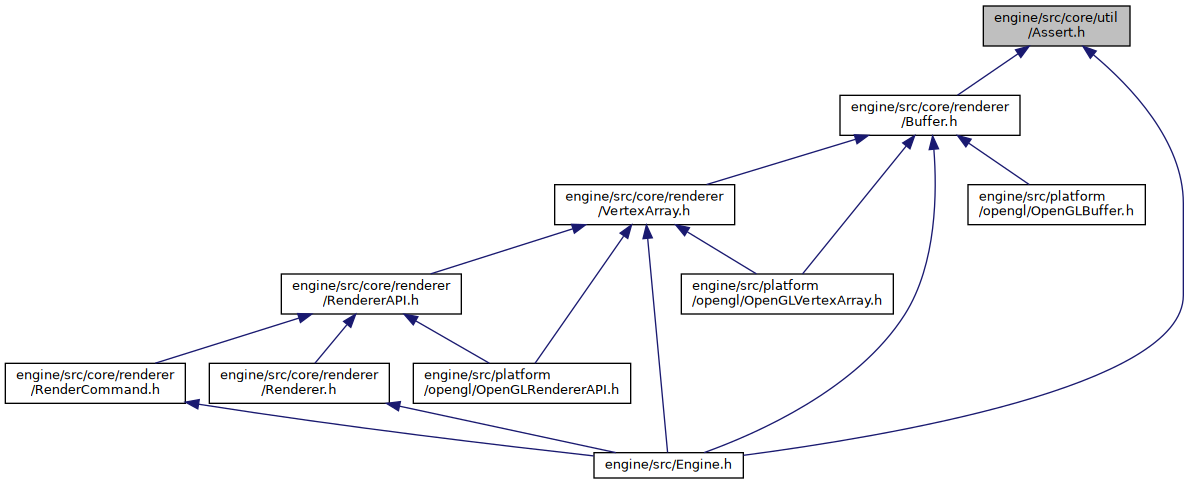 engine/src/core/util
/Assert.h
engine/src/core/renderer
/Buffer.h
engine/src/core/renderer
/VertexArray.h
engine/src/platform
/opengl/OpenGLBuffer.h
engine/src/core/renderer
/RendererAPI.h
engine/src/platform
/opengl/OpenGLVertexArray.h
engine/src/core/renderer
/RenderCommand.h
engine/src/core/renderer
/Renderer.h
engine/src/platform
/opengl/OpenGLRendererAPI.h
engine/src/Engine.h